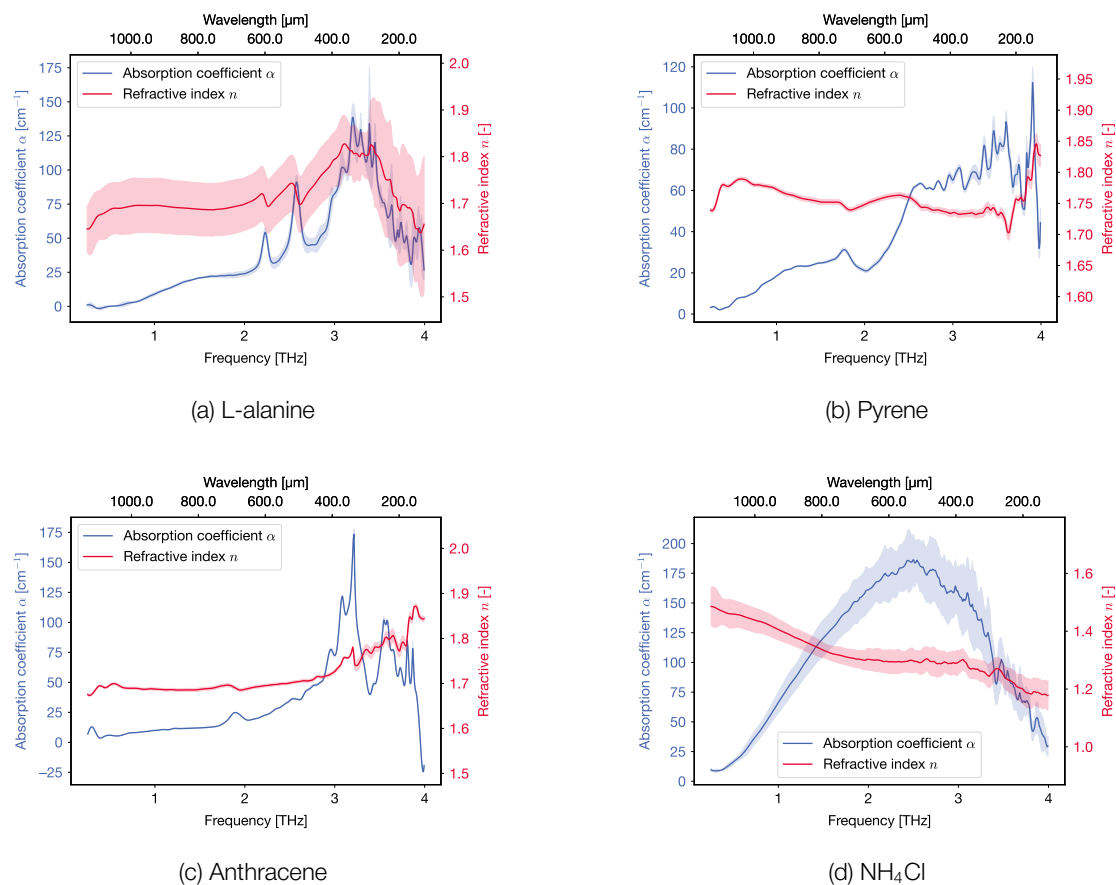 Wavelength [µm]
1000.0 800.0 600.0 400.0 200.0
175
150
125
100
75
50
25
0
Absorption coefficient α [cm⁻¹]
Absorption coefficient α
Refractive index n
2.0
1.9
1.8
1.7
1.6
1.5
Refractive index n [-]
1 2 3 4
Frequency [THz]
(a) L-alanine
Wavelength [µm]
1000.0 800.0 600.0 400.0 200.0
120
100
80
60
40
20
0
Absorption coefficient α [cm⁻¹]
Absorption coefficient α
Refractive index n
1.95
1.90
1.85
1.80
1.75
1.70
1.65
1.60
Refractive index n [-]
1 2 3 4
Frequency [THz]
(b) Pyrene
Wavelength [µm]
1000.0 800.0 600.0 400.0 200.0
175
150
125
100
75
50
25
0
−25
Absorption coefficient α [cm⁻¹]
Absorption coefficient α
Refractive index n
2.0
1.9
1.8
1.7
1.6
1.5
Refractive index n [-]
1 2 3 4
Frequency [THz]
(c) Anthracene
Wavelength [µm]
1000.0 800.0 600.0 400.0 200.0
200
175
150
125
100
75
50
25
0
Absorption coefficient α [cm⁻¹]
Absorption coefficient α
Refractive index n
1.6
1.4
1.2
1.0
Refractive index n [-]
1 2 3 4
Frequency [THz]
(d) NH₄Cl